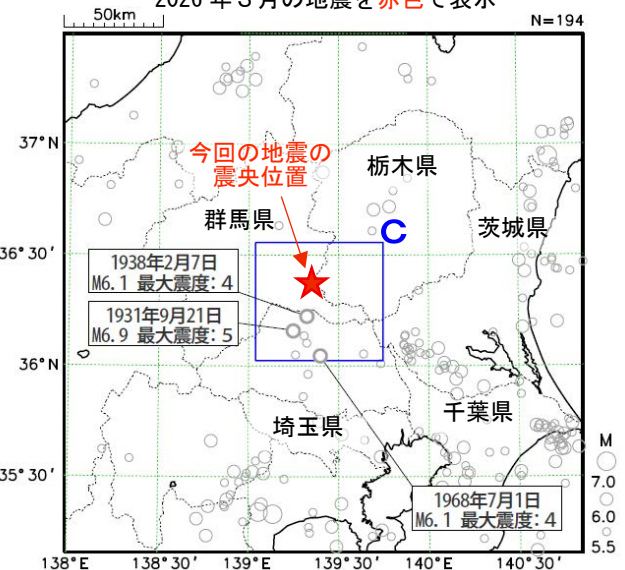 2026年3月の地震を赤色で表示
50km
N=194
37°N
今回の地震の
震央位置
栃木県
群馬県
C
茨城県
36°30′
1938年2月7日
M6.1 最大震度:4
1931年9月21日
M6.9 最大震度:5
36°N
埼玉県
千葉県
M
7.0
6.0
5.5
35°30′
1968年7月1日
M6.1 最大震度:4
138°E
138°30′
139°E
139°30′
140°E
140°30′